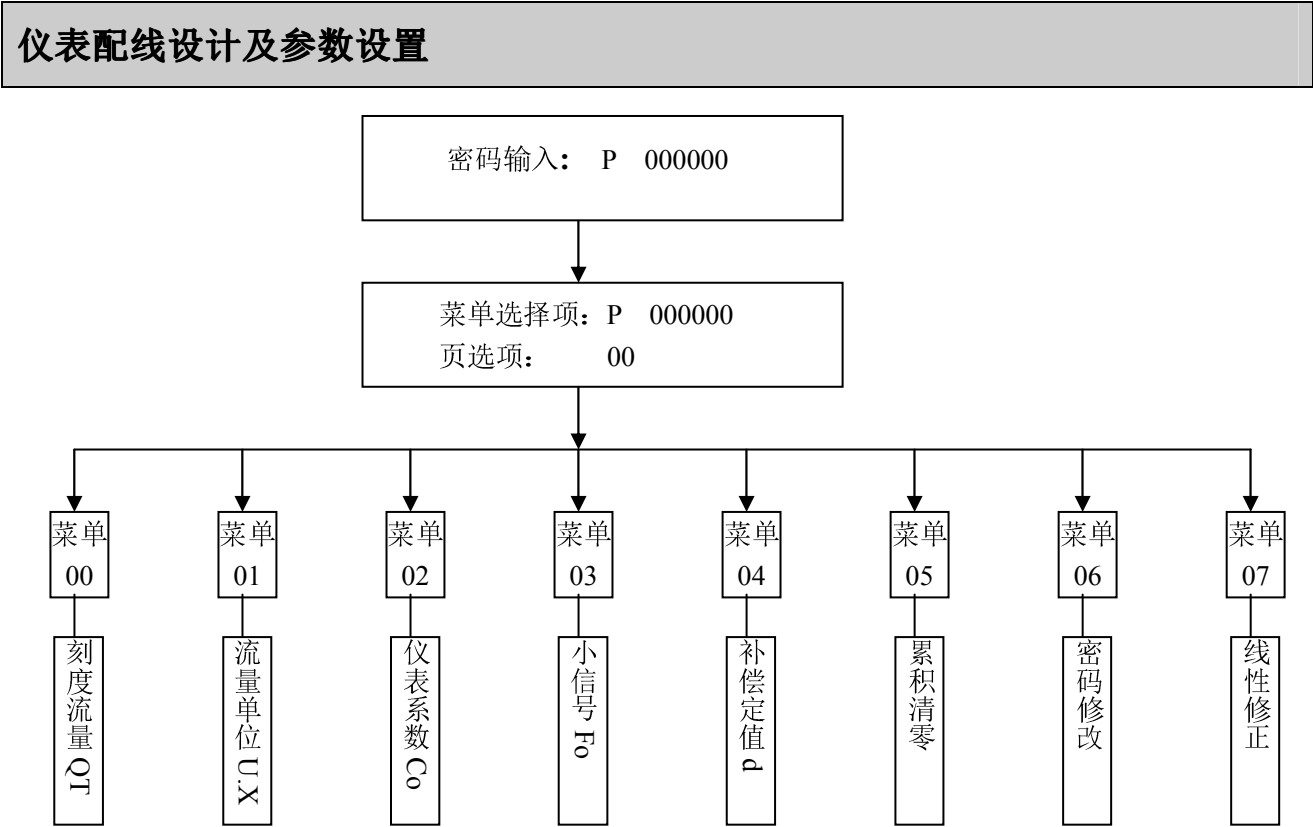 仪表配线设计及参数设置
密码输入： P 000000
菜单选择项：P 000000
页选项： 00
菜单
00
菜单
01
菜单
02
菜单
03
菜单
04
菜单
05
菜单
06
菜单
07
刻度流量 QT
流量单位 U.X
仪表系数 Co
小信号 Fo
补偿定值 d
累积清零
密码修改
线性修正